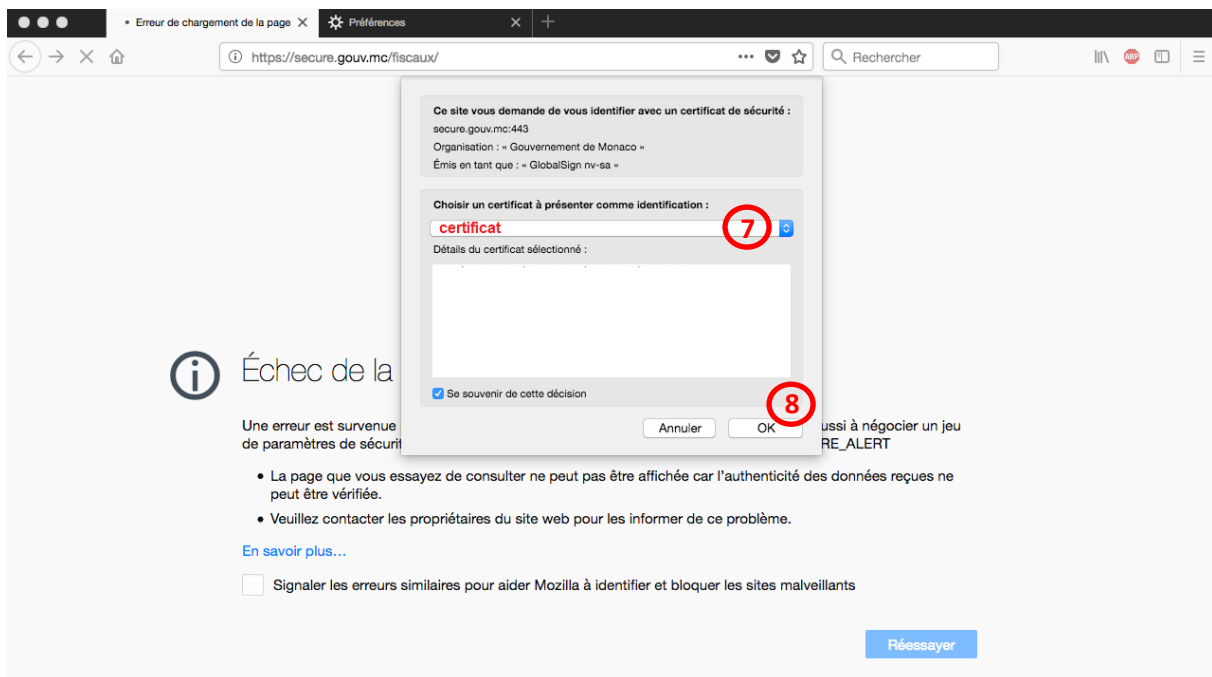 • Erreur de chargement de la page
Préférences
https://secure.gouv.mc/fiscaux/
Rechercher
ABP
Ce site vous demande de vous identifier avec un certificat de sécurité :
secure.gouv.mc:443
Organisation : « Gouvernement de Monaco »
Émis en tant que : « GlobalSign nv-sa »
Choisir un certificat à présenter comme identification :
certificat
7
Détails du certificat sélectionné :
Se souvenir de cette décision
8
Annuler
OK
Échec de la
Une erreur est survenue ussi à négocier un jeu
de paramètres de sécurit RE_ALERT
• La page que vous essayez de consulter ne peut pas être affichée car l'authenticité des données reçues ne
peut être vérifiée.
• Veuillez contacter les propriétaires du site web pour les informer de ce problème.
En savoir plus…
Signaler les erreurs similaires pour aider Mozilla à identifier et bloquer les sites malveillants
Réessayer